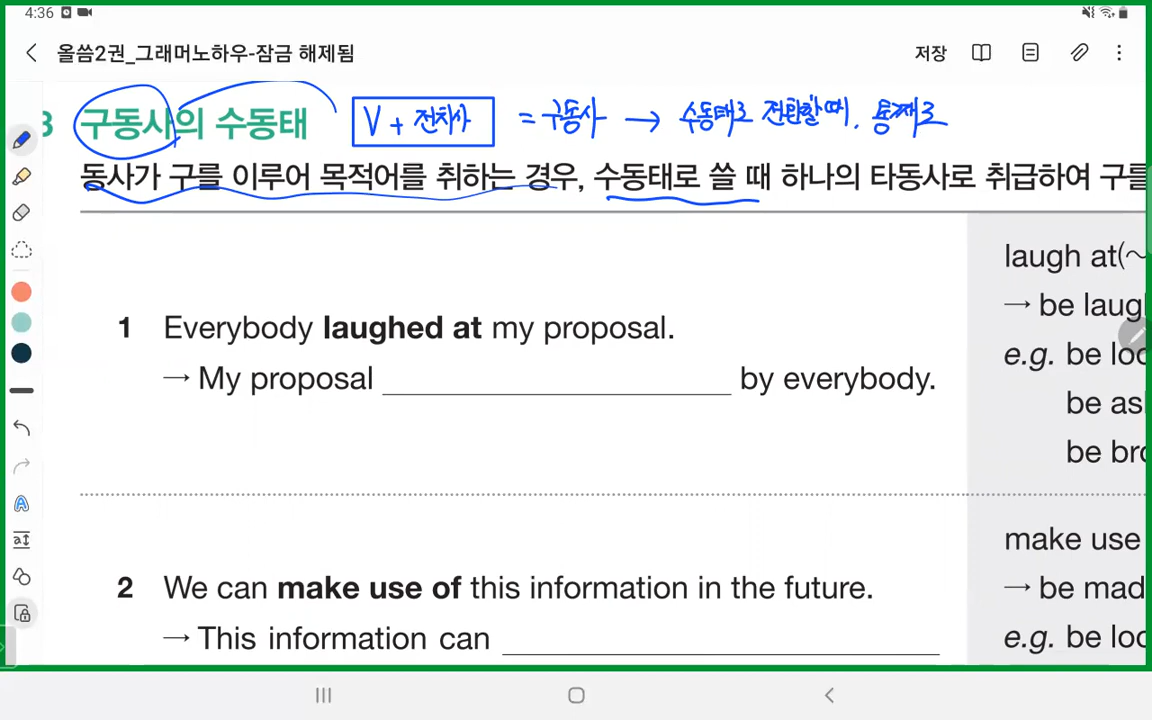 4:36
올씀2권_그래머노하우-잠금 해제됨 저장
3 구동사의 수동태 V + 전치사 = 구동사 → 수동태로 전환할 때, 통째로
동사가 구를 이루어 목적어를 취하는 경우, 수동태로 쓸 때 하나의 타동사로 취급하여 구를
laugh at(~
1 Everybody laughed at my proposal.
→ be laug
→ My proposal ____ by everybody.
e.g. be loo
be as
be bro
make use
2 We can make use of this information in the future.
→ be mad
→ This information can ____
e.g. be loo